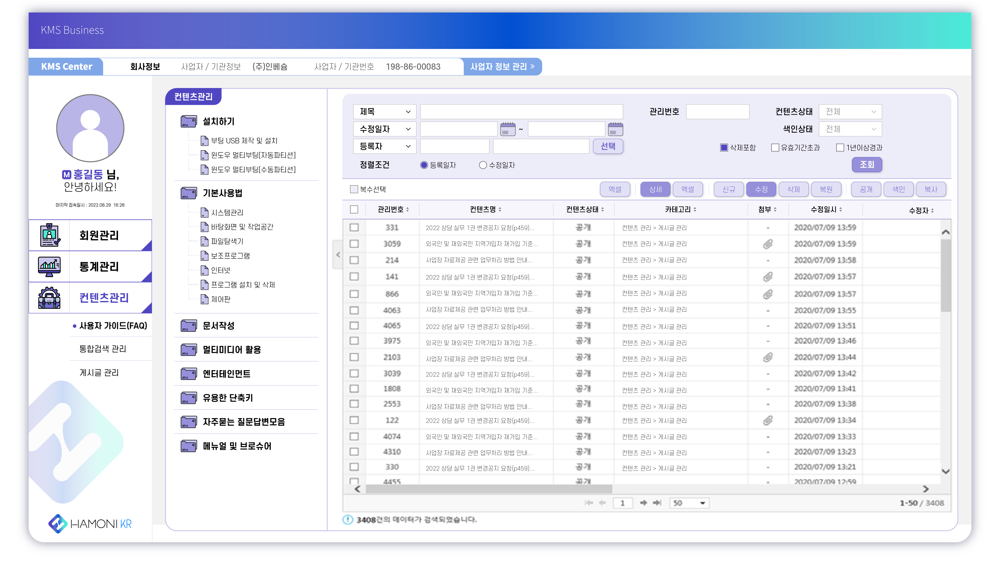 KMS Business
KMS Center 회사정보 사업자 / 기관정보 (주)인베슘 사업자 / 기관번호 198-86-00083 사업자 정보 관리 »
M 홍길동 님,
안녕하세요!
마지막 접속일시 : 2022.08.29 16:28
회원관리
통계관리
컨텐츠관리
사용자 가이드(FAQ)
통합검색 관리
게시글 관리
HAMONI KR
컨텐츠관리
설치하기
부팅 USB 제작 및 설치
윈도우 멀티부팅[자동파티션]
윈도우 멀티부팅[수동파티션]
기본사용법
시스템관리
바탕화면 및 작업공간
파일탐색기
보조프로그램
인터넷
프로그램 설치 및 삭제
제어판
문서작성
멀티미디어 활용
엔터테인먼트
유용한 단축키
자주묻는 질문답변모음
메뉴얼 및 브로슈어
제목 관리번호 컨텐츠상태 전체
수정일자 ~ 색인상태 전체
등록자 선택 삭제포함 유효기간초과 1년이상경과
정렬조건 등록일자 수정일자 조회
복수선택 엑셀 상세 엑셀 신규 수정 삭제 복원 공개 색인 복사
관리번호 컨텐츠명 컨텐츠상태 카테고리 첨부 수정일시 수정자
331 2022 상담 실무 1권 변경공지 요청(p459)... 공개 컨텐츠 관리 > 게시글 관리 - 2020/07/09 13:59
3059 외국인 및 재외국민 지역가입자 재가입 기준... 공개 컨텐츠 관리 > 게시글 관리 2020/07/09 13:59
214 사업장 자료제공 관련 업무처리 방법 안내... 공개 컨텐츠 관리 > 게시글 관리 - 2020/07/09 13:58
141 2022 상담 실무 1권 변경공지 요청(p459)... 공개 컨텐츠 관리 > 게시글 관리 2020/07/09 13:57
866 외국인 및 재외국민 지역가입자 재가입 기준... 공개 컨텐츠 관리 > 게시글 관리 2020/07/09 13:57
4063 사업장 자료제공 관련 업무처리 방법 안내... 공개 컨텐츠 관리 > 게시글 관리 - 2020/07/09 13:55
4065 2022 상담 실무 1권 변경공지 요청(p459)... 공개 컨텐츠 관리 > 게시글 관리 - 2020/07/09 13:51
3975 외국인 및 재외국민 지역가입자 재가입 기준... 공개 컨텐츠 관리 > 게시글 관리 - 2020/07/09 13:46
2103 사업장 자료제공 관련 업무처리 방법 안내... 공개 컨텐츠 관리 > 게시글 관리 2020/07/09 13:44
3039 2022 상담 실무 1권 변경공지 요청(p459)... 공개 컨텐츠 관리 > 게시글 관리 - 2020/07/09 13:42
1808 외국인 및 재외국민 지역가입자 재가입 기준... 공개 컨텐츠 관리 > 게시글 관리 - 2020/07/09 13:41
2553 사업장 자료제공 관련 업무처리 방법 안내... 공개 컨텐츠 관리 > 게시글 관리 - 2020/07/09 13:38
122 2022 상담 실무 1권 변경공지 요청(p459)... 공개 컨텐츠 관리 > 게시글 관리 2020/07/09 13:34
4074 외국인 및 재외국민 지역가입자 재가입 기준... 공개 컨텐츠 관리 > 게시글 관리 - 2020/07/09 13:33
4310 사업장 자료제공 관련 업무처리 방법 안내... 공개 컨텐츠 관리 > 게시글 관리 - 2020/07/09 13:23
330 2022 상담 실무 1권 변경공지 요청(p459)... 공개 컨텐츠 관리 > 게시글 관리 - 2020/07/09 13:21
4455 공개 - 2020/07/09 12:59
1 50 1-50 / 3408
3408건의 데이터가 검색되었습니다.